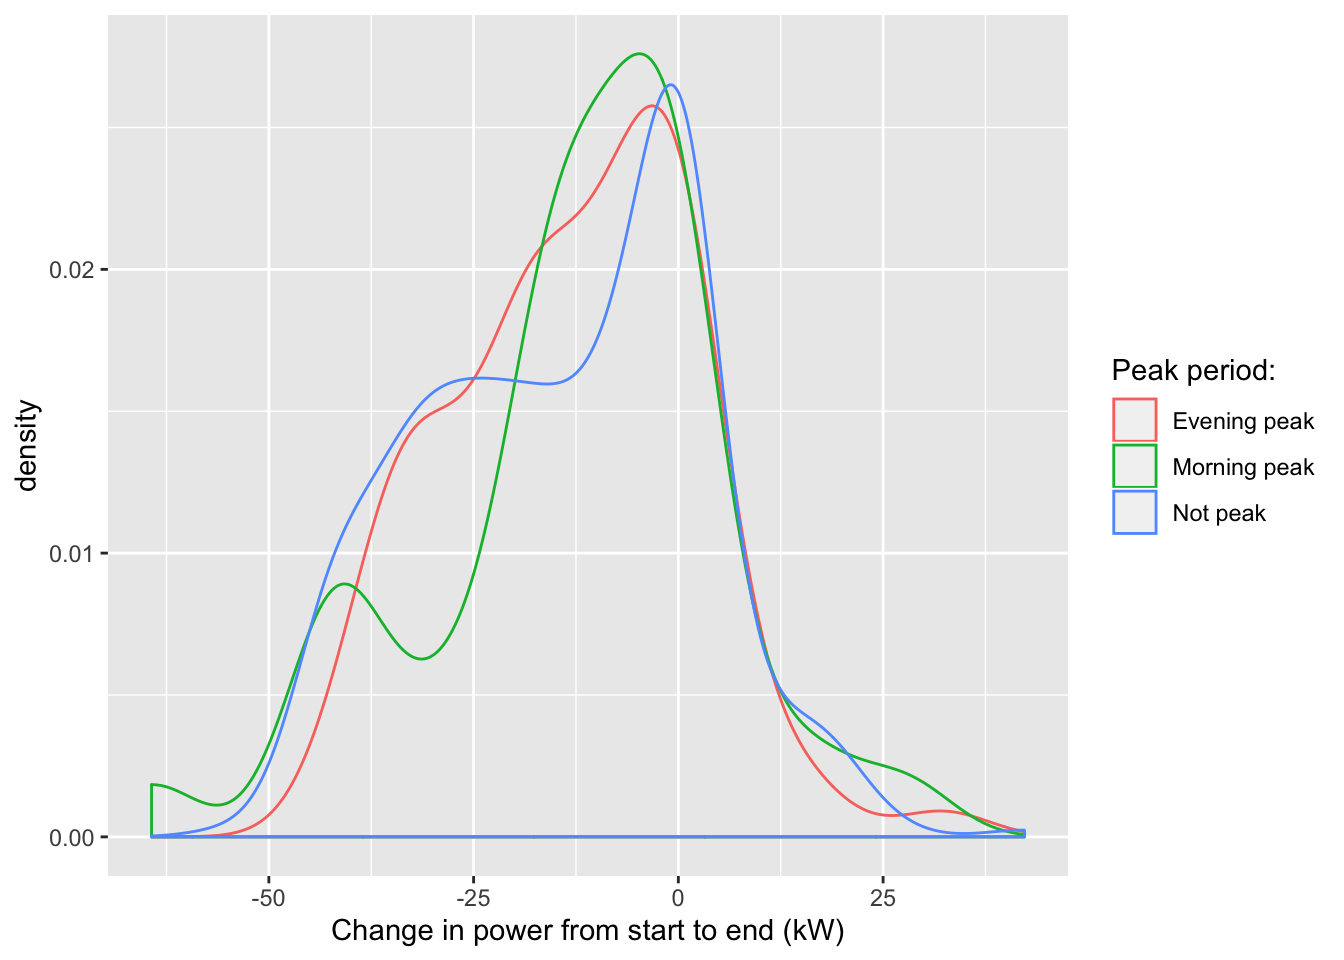 density
0.02
0.01
0.00
-50
-25
0
25
Change in power from start to end (kW)
Peak period:
Evening peak
Morning peak
Not peak